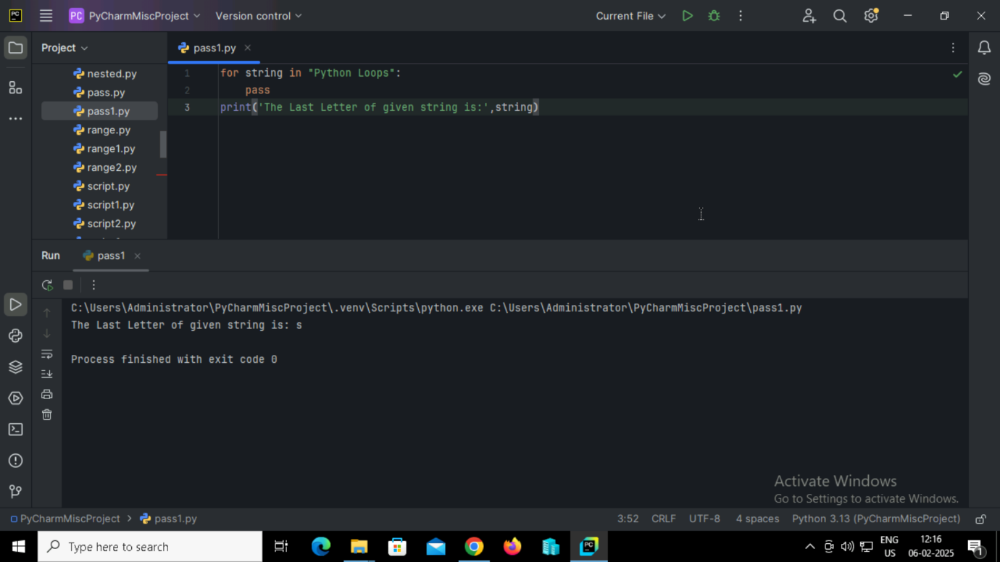 PC
PC PyCharmMiscProject
Version control
Current File
Project
nested.py
pass.py
pass1.py
range.py
range1.py
range2.py
script.py
script1.py
script2.py
pass1.py
1 for string in "Python Loops":
2 pass
3 print('The Last Letter of given string is:',string)
Run
pass1
C:\Users\Administrator\PyCharmMiscProject\.venv\Scripts\python.exe C:\Users\Administrator\PyCharmMiscProject\pass1.py
The Last Letter of given string is: s
Process finished with exit code 0
Activate Windows
Go to Settings to activate Windows.
PyCharmMiscProject > pass1.py
3:52 CRLF UTF-8 4 spaces Python 3.13 (PyCharmMiscProject)
Type here to search
PC
ENG
US
12:16
06-02-2025
1